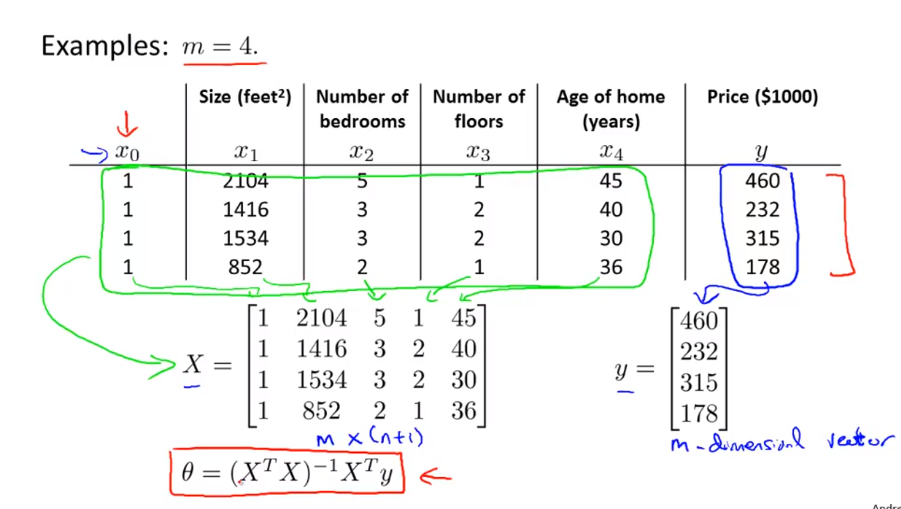 Examples: m = 4.
Size (feet²) Number of bedrooms Number of floors Age of home (years) Price ($1000)
x₀ x₁ x₂ x₃ x₄ y
1 2104 5 1 45 460
1 1416 3 2 40 232
1 1534 3 2 30 315
1 852 2 1 36 178
X = [1 2104 5 1 45] y = [460]
[1 1416 3 2 40] [232]
[1 1534 3 2 30] [315]
[1 852 2 1 36] [178]
m x (n+1) m-dimensional vector
θ = (XᵀX)⁻¹Xᵀy